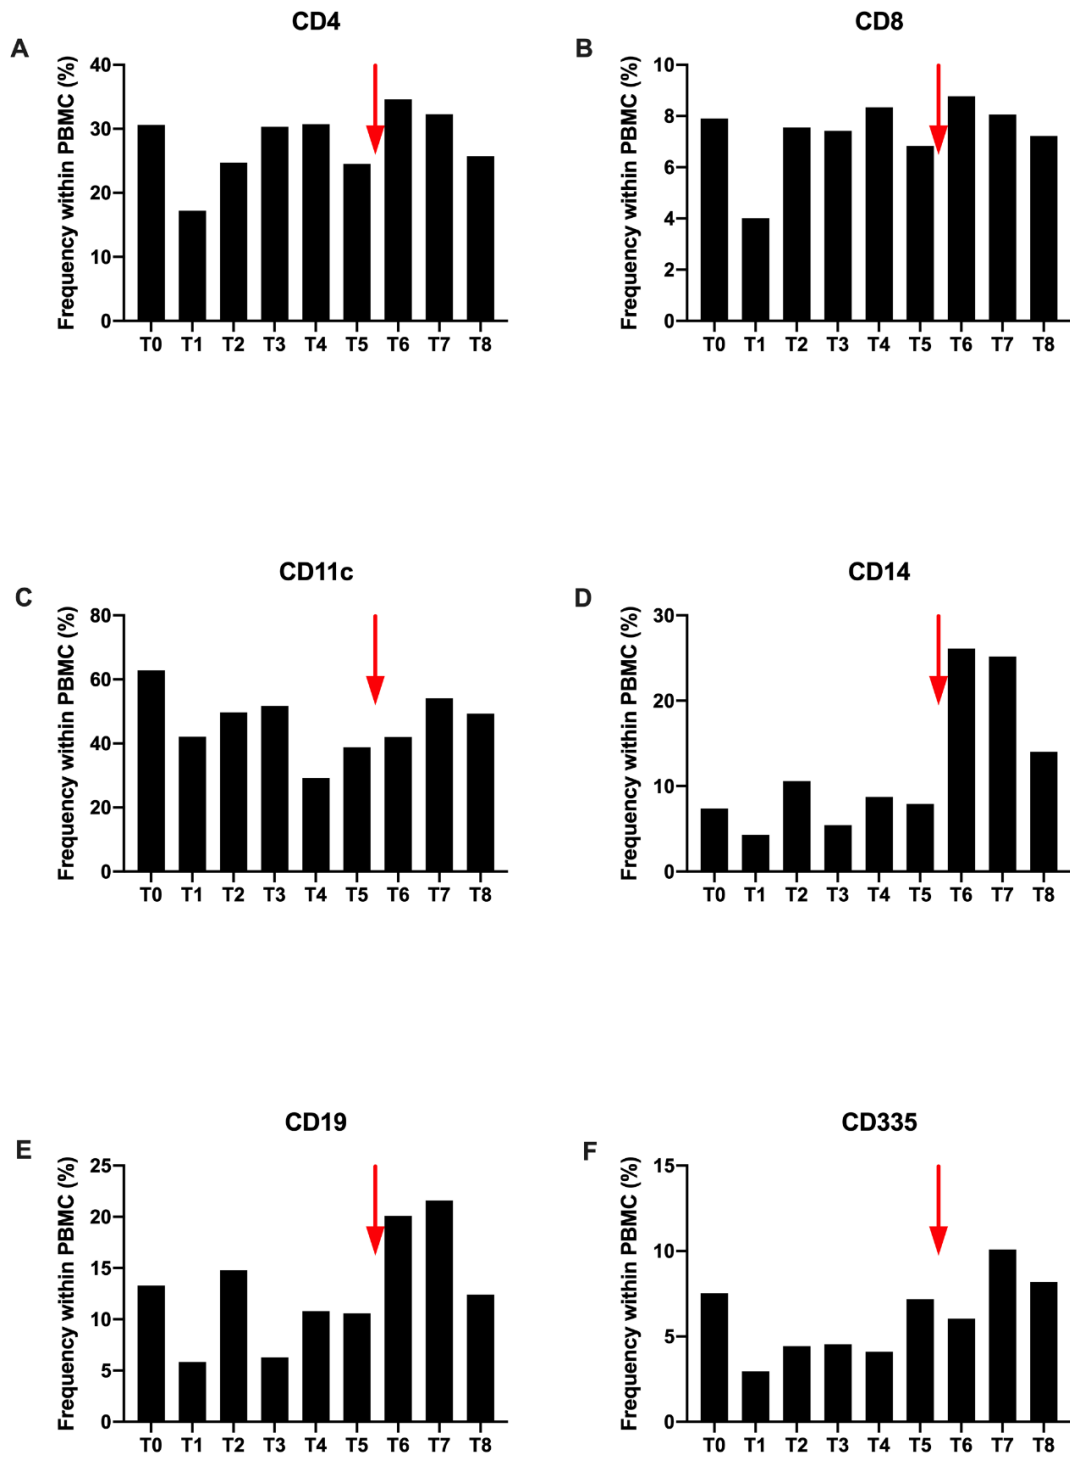 CD4
A
Frequency within PBMC (%)
40
30
20
10
0
T0 T1 T2 T3 T4 T5 T6 T7 T8
CD8
B
Frequency within PBMC (%)
10
8
6
4
2
0
T0 T1 T2 T3 T4 T5 T6 T7 T8
CD11c
C
Frequency within PBMC (%)
80
60
40
20
0
T0 T1 T2 T3 T4 T5 T6 T7 T8
CD14
D
Frequency within PBMC (%)
30
20
10
0
T0 T1 T2 T3 T4 T5 T6 T7 T8
CD19
E
Frequency within PBMC (%)
25
20
15
10
5
0
T0 T1 T2 T3 T4 T5 T6 T7 T8
CD335
F
Frequency within PBMC (%)
15
10
5
0
T0 T1 T2 T3 T4 T5 T6 T7 T8